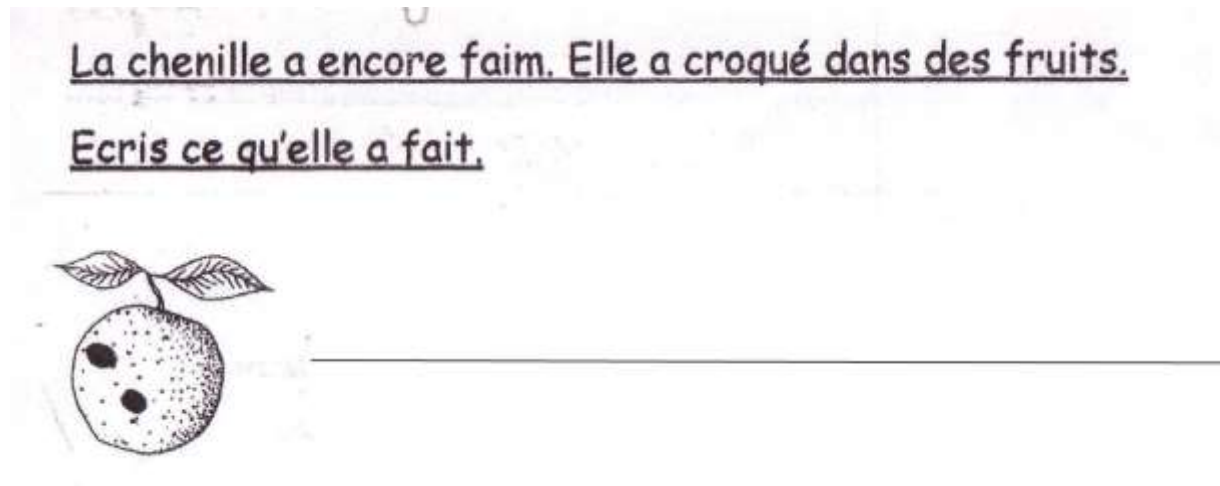 La chenille a encore faim. Elle a croqué dans des fruits.
Ecris ce qu'elle a fait.